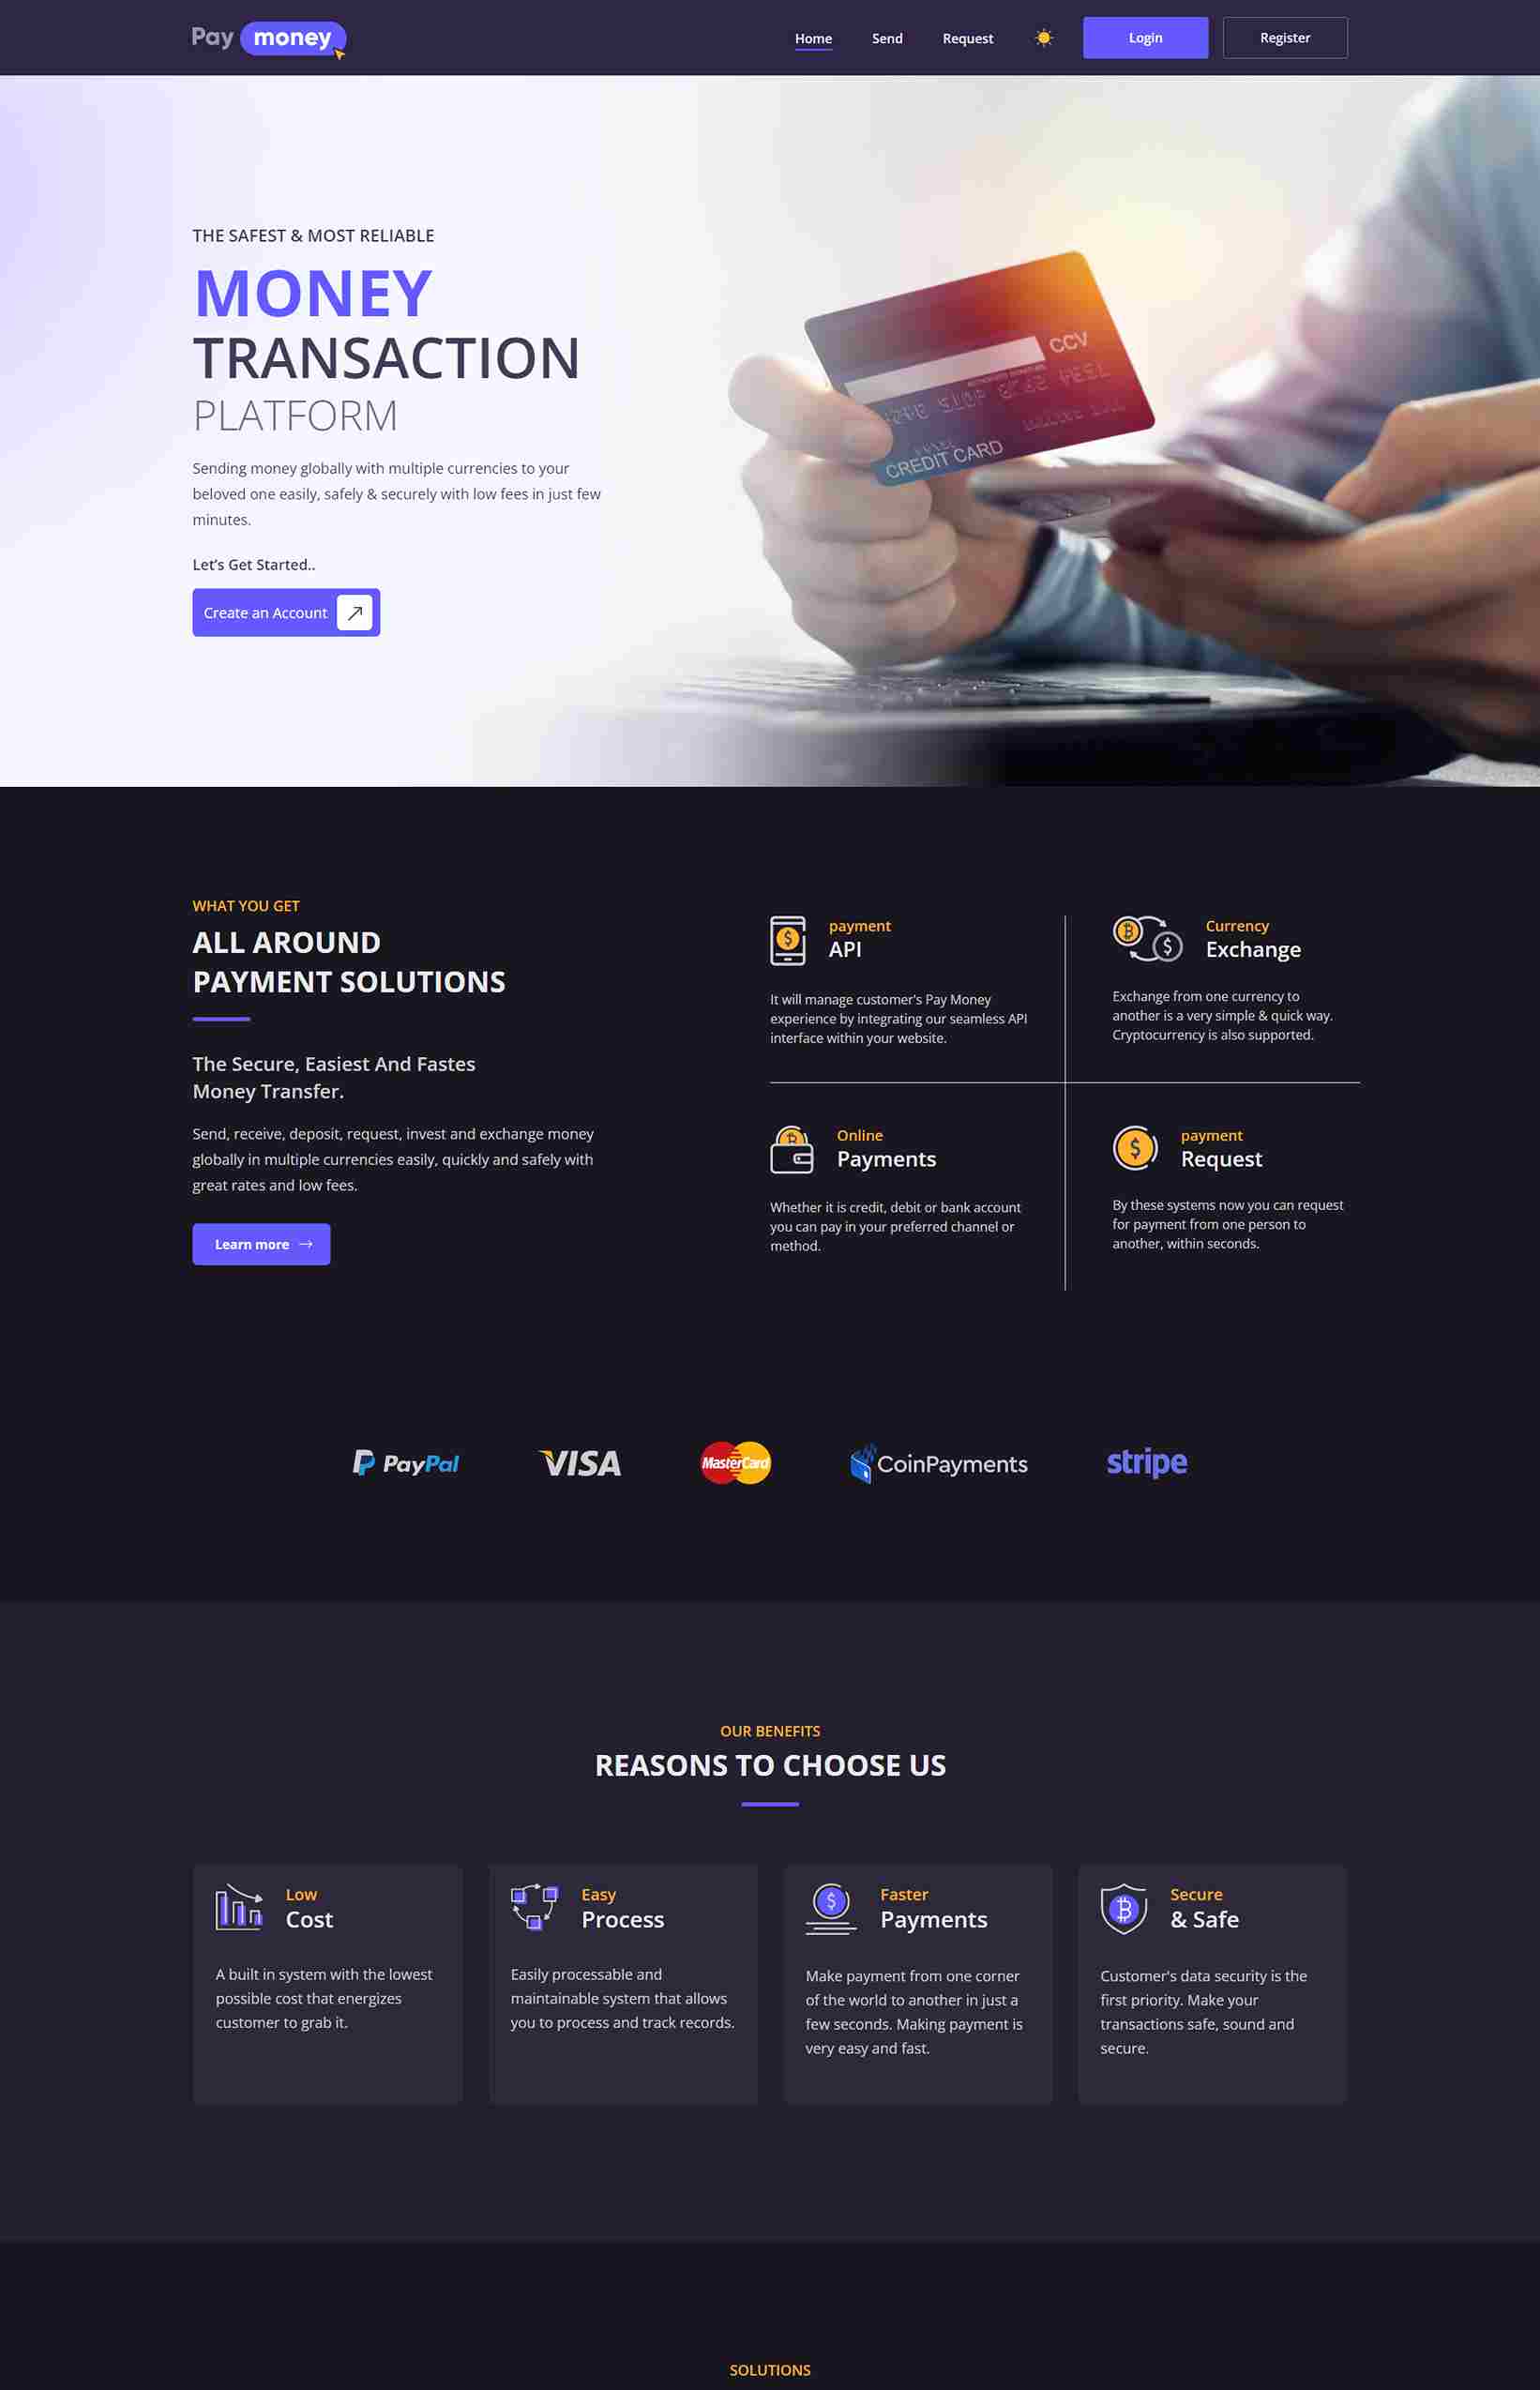 Pay money
Home
Send
Request
Login
Register
THE SAFEST & MOST RELIABLE
MONEY
TRANSACTION
PLATFORM
Sending money globally with multiple currencies to your
beloved one easily, safely & securely with low fees in just few
minutes.
Let’s Get Started..
Create an Account
CCV
CREDIT CARD
WHAT YOU GET
ALL AROUND
PAYMENT SOLUTIONS
The Secure, Easiest And Fastes
Money Transfer.
Send, receive, deposit, request, invest and exchange money
globally in multiple currencies easily, quickly and safely with
great rates and low fees.
Learn more
payment
API
It will manage customer's Pay Money
experience by integrating our seamless API
interface within your website.
Currency
Exchange
Exchange from one currency to
another is a very simple & quick way.
Cryptocurrency is also supported.
Online
Payments
Whether it is credit, debit or bank account
you can pay in your preferred channel or
method.
payment
Request
By these systems now you can request
for payment from one person to
another, within seconds.
PayPal
VISA
MasterCard
CoinPayments
stripe
OUR BENEFITS
REASONS TO CHOOSE US
Low
Cost
A built in system with the lowest
possible cost that energizes
customer to grab it.
Easy
Process
Easily processable and
maintainable system that allows
you to process and track records.
Faster
Payments
Make payment from one corner
of the world to another in just a
few seconds. Making payment is
very easy and fast.
Secure
& Safe
Customer's data security is the
first priority. Make your
transactions safe, sound and
secure.
SOLUTIONS